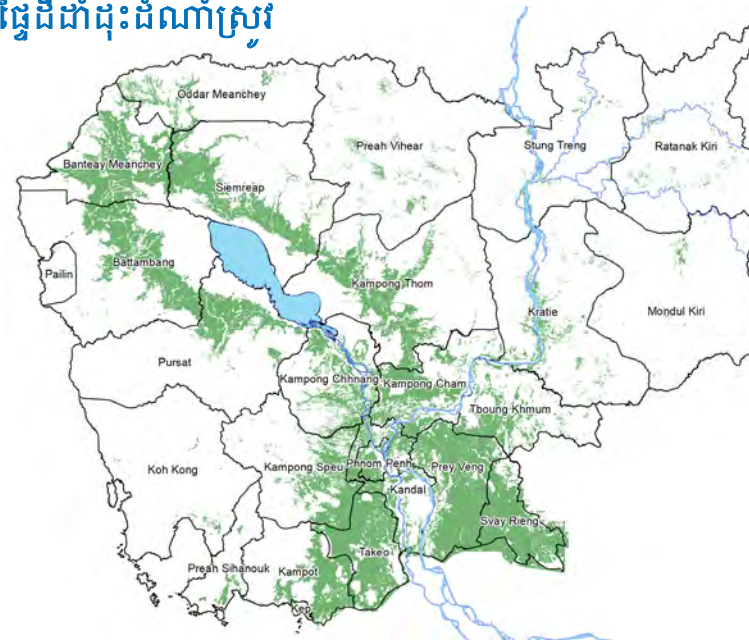 ផ្ទៃដីដាំដុះដំណាំស្រូវ
Oddar Meanchey
Preah Vihear
Stung Treng
Ratanak Kiri
Banteay Meanchey
Siemreap
Battambang
Pailin
Kampong Thom
Kratie
Mondul Kiri
Pursat
Kampong Chhnang
Kampong Cham
Tboung Khmum
Koh Kong
Kampong Speu
Phnom Penh
Prey Veng
Kandal
Svay Rieng
Takeo
Preah Sihanouk
Kampot
Kep